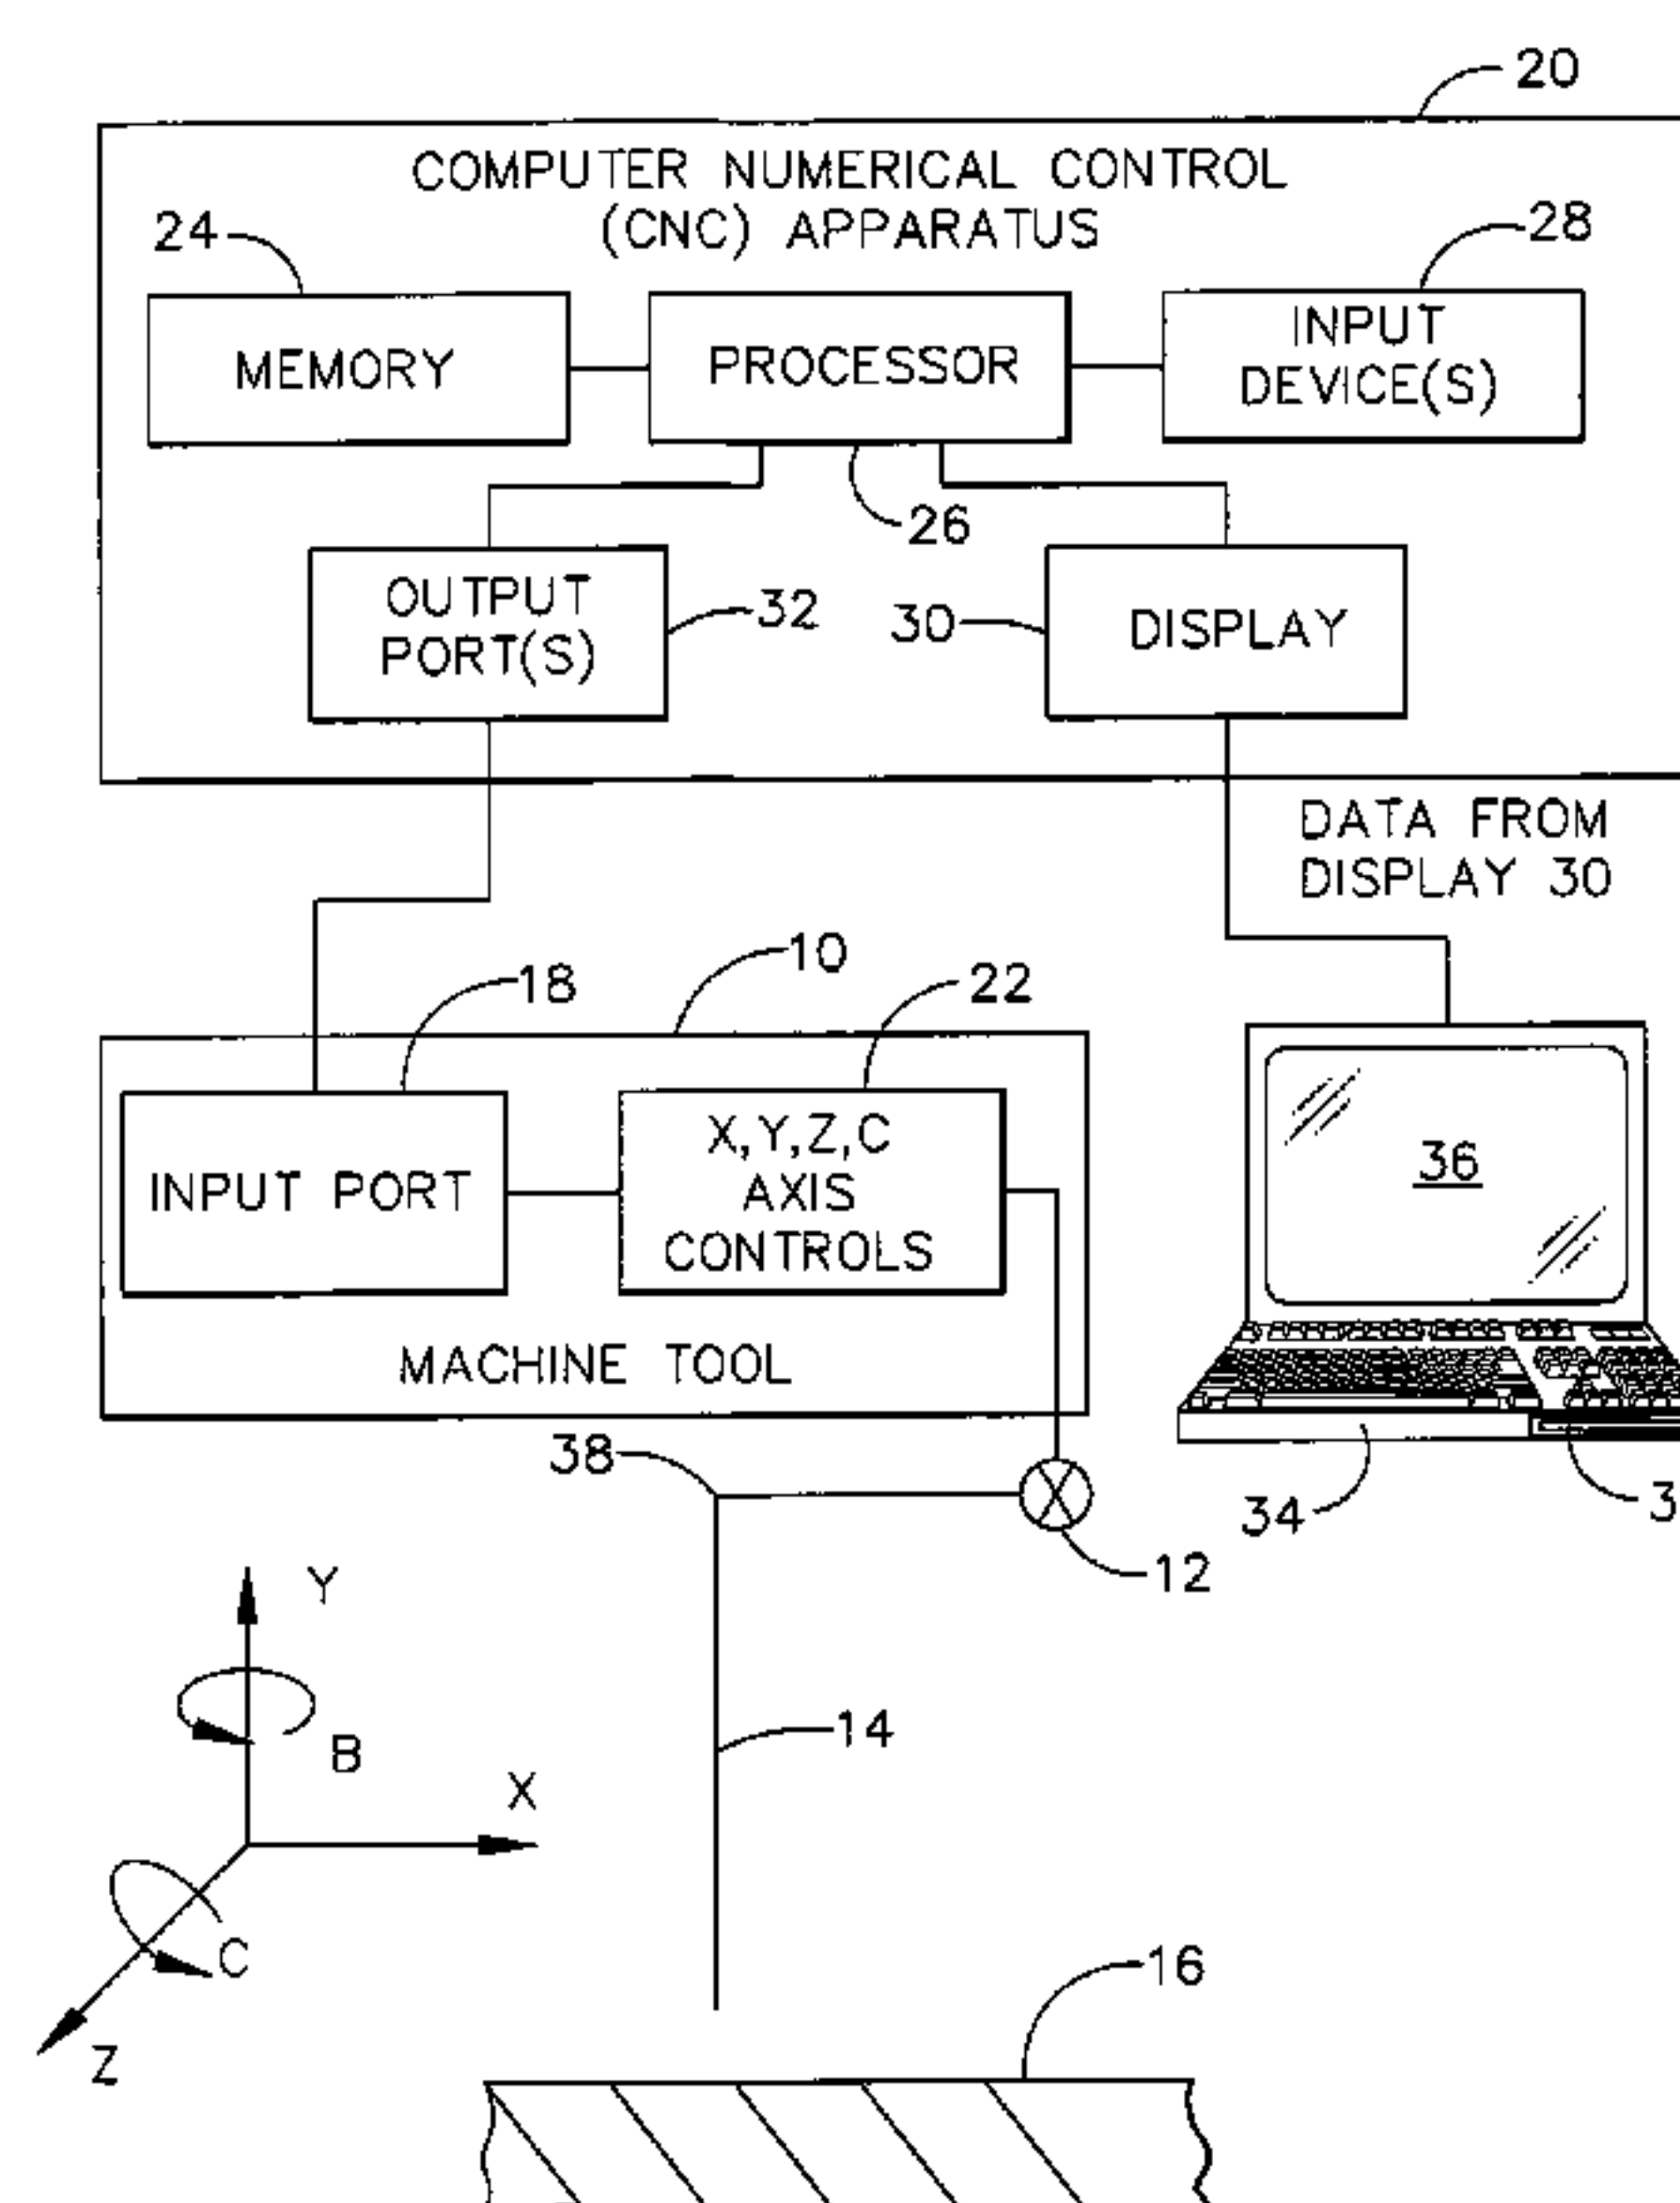 20
COMPUTER NUMERICAL CONTROL
(CNC) APPARATUS
24
28
MEMORY
PROCESSOR
INPUT
DEVICE(S)
26
OUTPUT
PORT(S)
32
30
DISPLAY
DATA FROM
DISPLAY 30
10
18
22
INPUT PORT
X,Y,Z,C
AXIS
CONTROLS
36
MACHINE TOOL
38
34
3
12
Y
B
14
X
C
Z
16